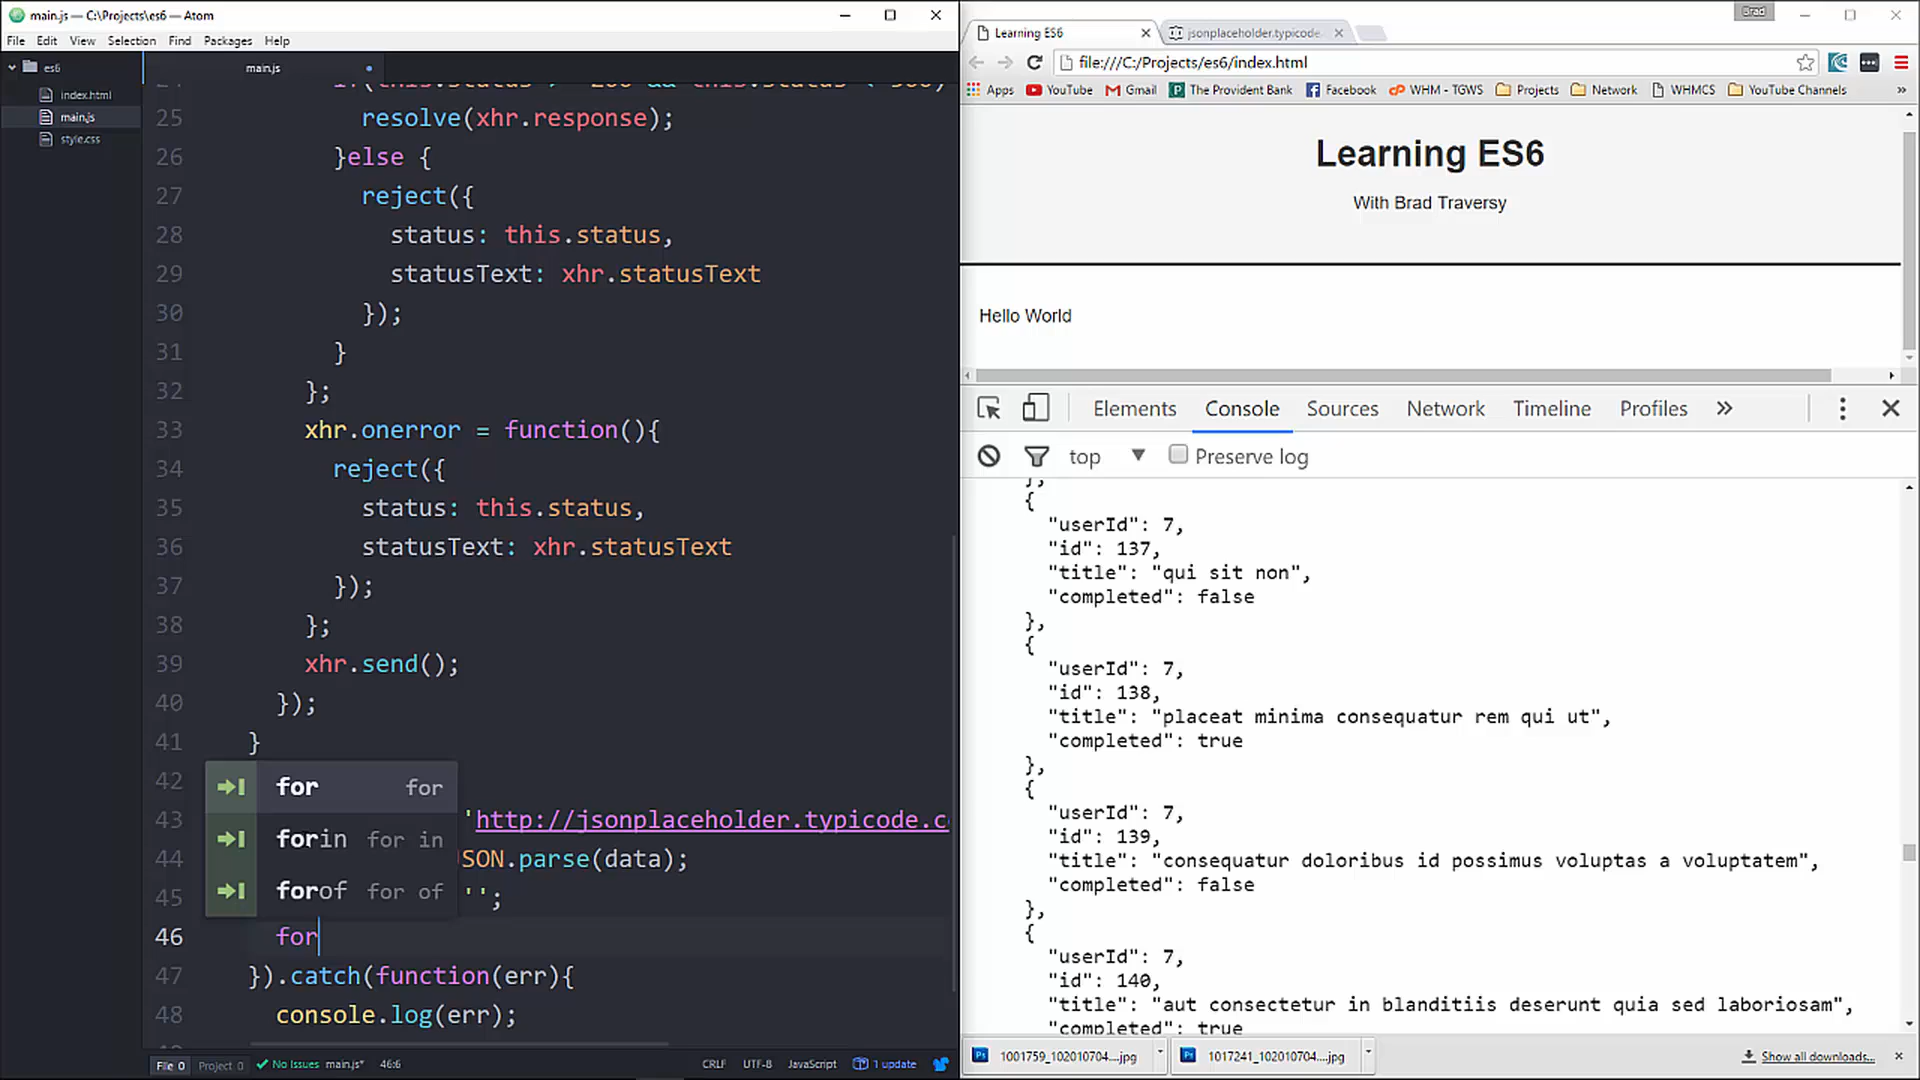 main.js — C:\Projects\es6 — Atom
File Edit View Selection Find Packages Help
es6
index.html
main.js
style.css
main.js
25 resolve(xhr.response);
26 }else {
27 reject({
28 status: this.status,
29 statusText: xhr.statusText
30 });
31 }
32 };
33 xhr.onerror = function(){
34 reject({
35 status: this.status,
36 statusText: xhr.statusText
37 });
38 };
39 xhr.send();
40 });
41 }
42
for for
forin for in
forof for of
43 'http://jsonplaceholder.typicode.c
44 SON.parse(data);
45 '';
46 for
47 }).catch(function(err){
48 console.log(err);
File 0 Project 0 No Issues main.js* 46:6 CRLF UTF-8 JavaScript 1 update
Brad
Learning ES6
jsonplaceholder.typicode.
file:///C:/Projects/es6/index.html
Apps YouTube Gmail The Provident Bank Facebook WHM - TGWS Projects Network WHMCS YouTube Channels »
Learning ES6
With Brad Traversy
Hello World
Elements Console Sources Network Timeline Profiles »
top Preserve log
},
{
"userId": 7,
"id": 137,
"title": "qui sit non",
"completed": false
},
{
"userId": 7,
"id": 138,
"title": "placeat minima consequatur rem qui ut",
"completed": true
},
{
"userId": 7,
"id": 139,
"title": "consequatur doloribus id possimus voluptas a voluptatem",
"completed": false
},
{
"userId": 7,
"id": 140,
"title": "aut consectetur in blanditiis deserunt quia sed laboriosam",
"completed": true
1001759_102010704....jpg
1017241_102010704....jpg
Show all downloads...